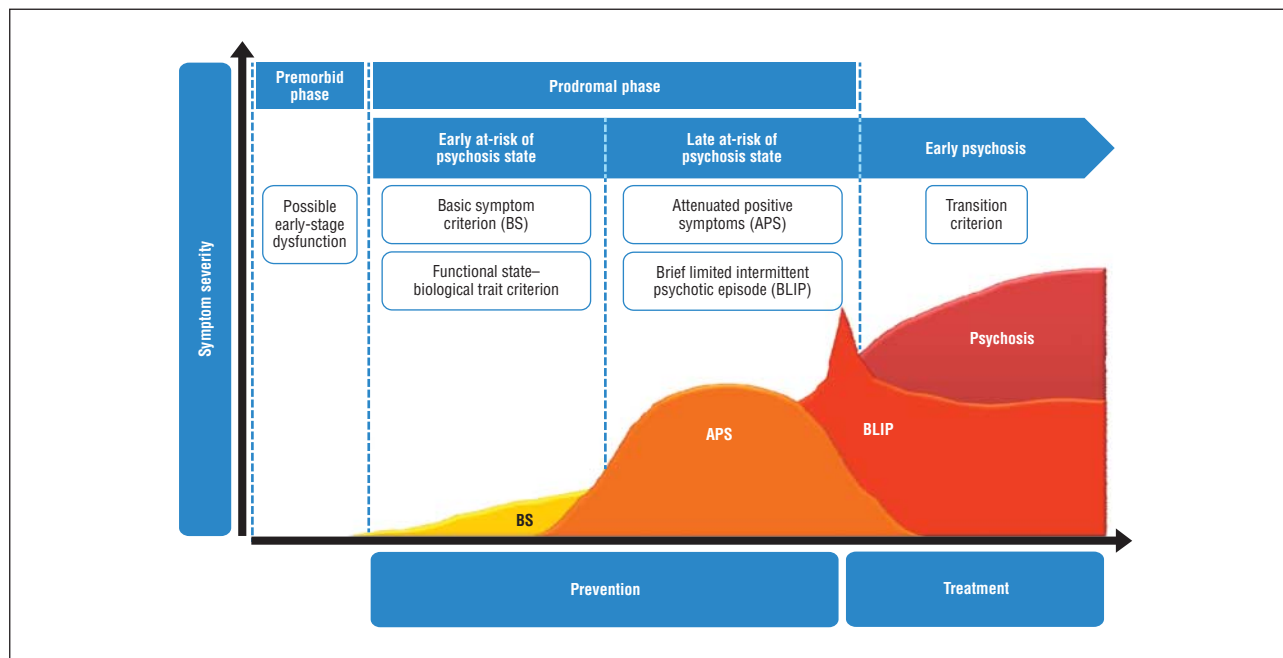 Symptom severity
Premorbid
phase
Prodromal phase
Early at-risk of
psychosis state
Late at-risk of
psychosis state
Early psychosis
Possible
early-stage
dysfunction
Basic symptom
criterion (BS)
Functional state–
biological trait criterion
Attenuated positive
symptoms (APS)
Brief limited intermittent
psychotic episode (BLIP)
Transition
criterion
Psychosis
BLIP
APS
BS
Prevention
Treatment